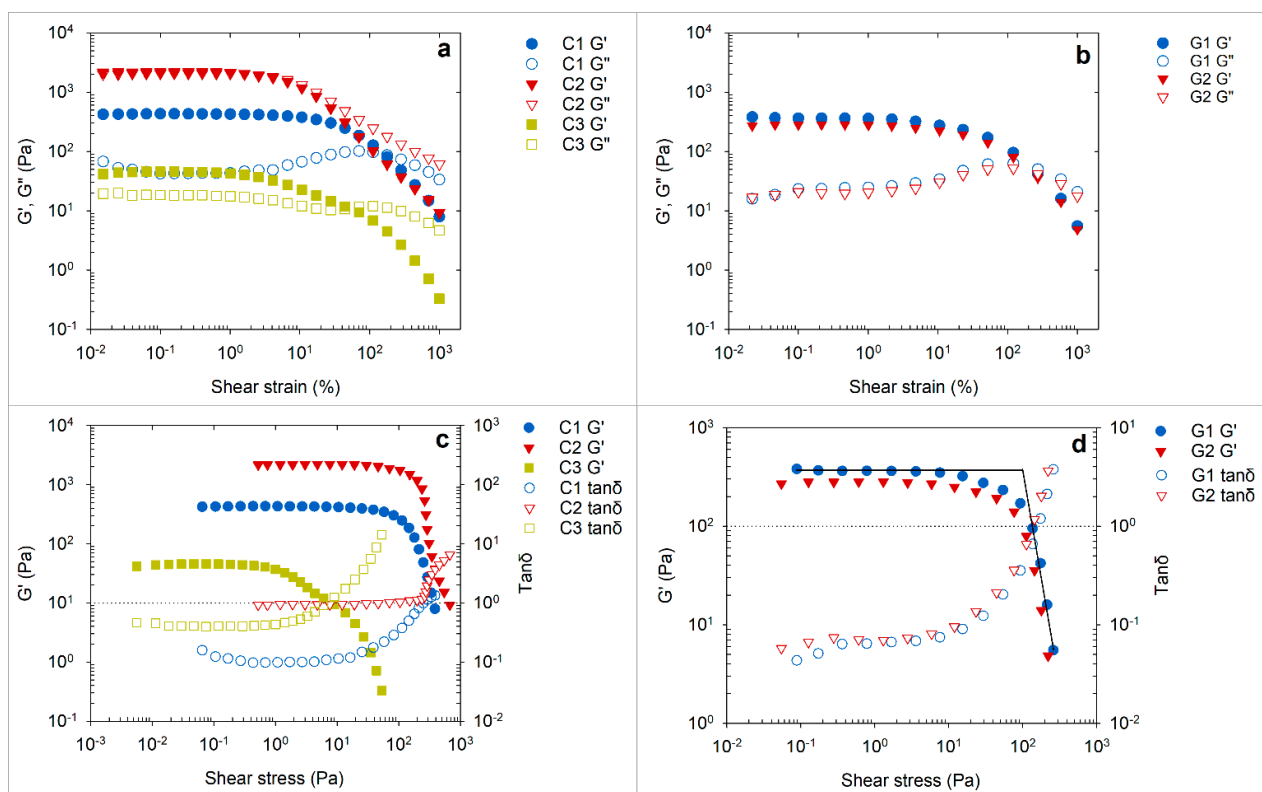 a
C1 G'
C1 G"
C2 G'
C2 G"
C3 G'
C3 G"
10⁴
10³
10²
10¹
10⁰
10⁻¹
G', G" (Pa)
10⁻² 10⁻¹ 10⁰ 10¹ 10² 10³
Shear strain (%)
b
G1 G'
G1 G"
G2 G'
G2 G"
10⁴
10³
10²
10¹
10⁰
10⁻¹
G', G" (Pa)
10⁻² 10⁻¹ 10⁰ 10¹ 10² 10³
Shear strain (%)
c
C1 G'
C2 G'
C3 G'
C1 tanδ
C2 tanδ
C3 tanδ
10⁴
10³
10²
10¹
10⁰
10⁻¹
G' (Pa)
10³
10²
10¹
10⁰
10⁻¹
10⁻²
Tanδ
10⁻³ 10⁻² 10⁻¹ 10⁰ 10¹ 10² 10³
Shear stress (Pa)
d
G1 G'
G2 G'
G1 tanδ
G2 tanδ
10³
10²
10¹
10⁰
G' (Pa)
10¹
10⁰
10⁻¹
10⁻²
Tanδ
10⁻² 10⁻¹ 10⁰ 10¹ 10² 10³
Shear stress (Pa)